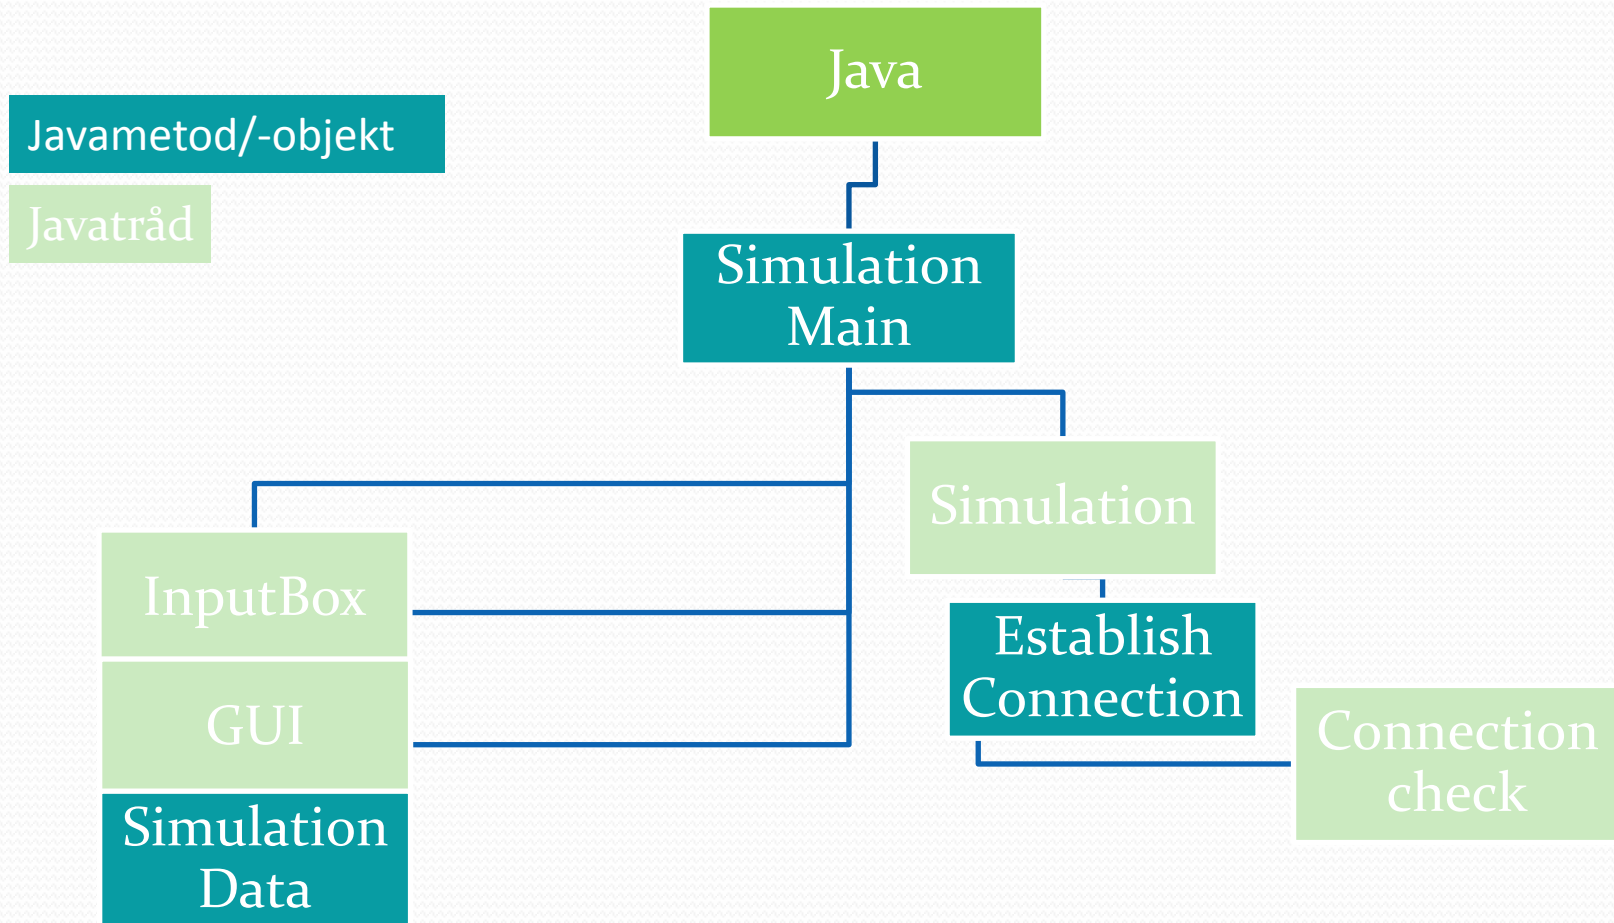 Java
Javametod/-objekt
Javatråd
Simulation
Main
Simulation
InputBox
Establish
Connection
GUI
Connection
check
Simulation
Data